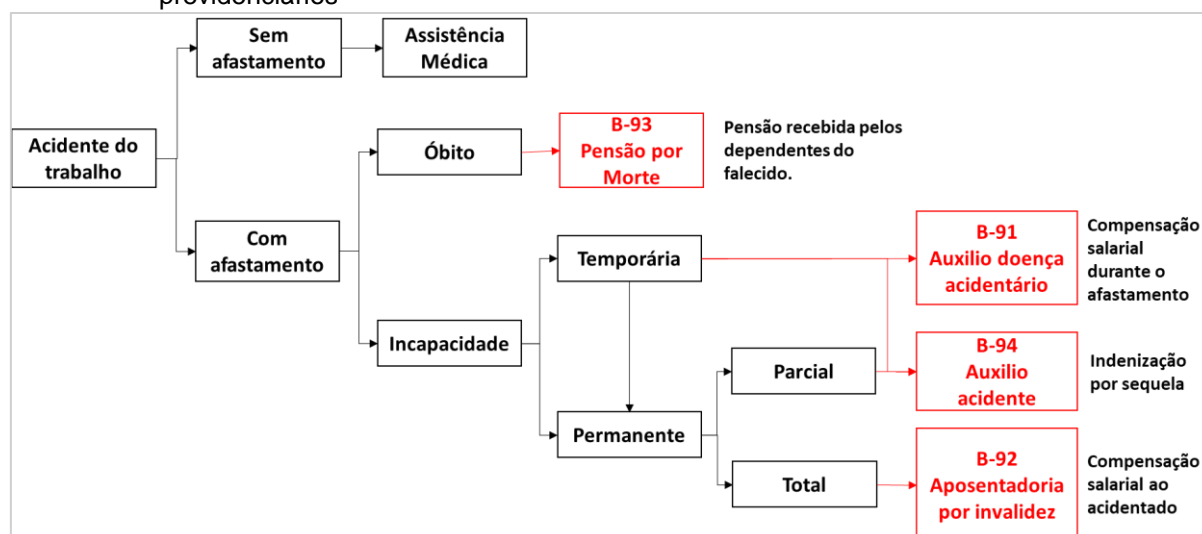 previdenciários
Sem
afastamento
Assistência
Médica
Acidente do
trabalho
Óbito
B-93
Pensão por
Morte
Pensão recebida pelos
dependentes do
falecido.
Com
afastamento
Temporária
B-91
Auxilio doença
acidentário
Compensação
salarial
durante o
afastamento
Incapacidade
Parcial
B-94
Auxilio
acidente
Indenização
por sequela
Permanente
Total
B-92
Aposentadoria
por invalidez
Compensação
salarial ao
acidentado